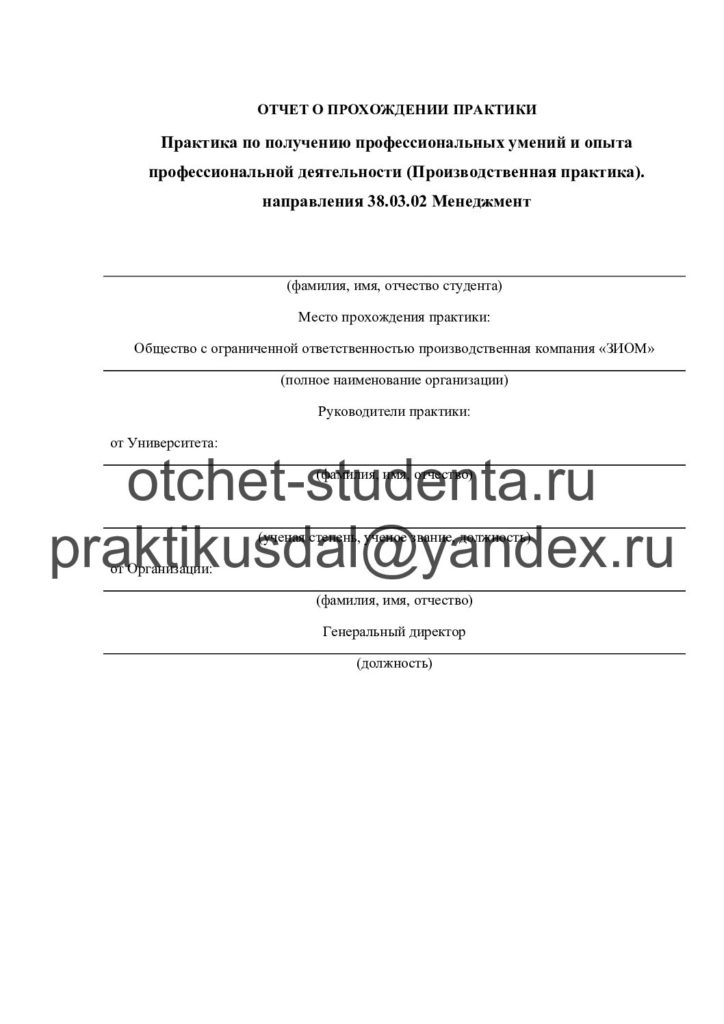 ОТЧЕТ О ПРОХОЖДЕНИИ ПРАКТИКИ
Практика по получению профессиональных умений и опыта
профессиональной деятельности (Производственная практика).
направления 38.03.02 Менеджмент
(фамилия, имя, отчество студента)
Место прохождения практики:
Общество с ограниченной ответственностью производственная компания «ЗИОМ»
(полное наименование организации)
Руководители практики:
от Университета:
(фамилия, имя, отчество)
otchet-studenta.ru
(ученая степень, ученое звание, должность)
praktikusdal@yandex.ru
от Организации:
(фамилия, имя, отчество)
Генеральный директор
(должность)